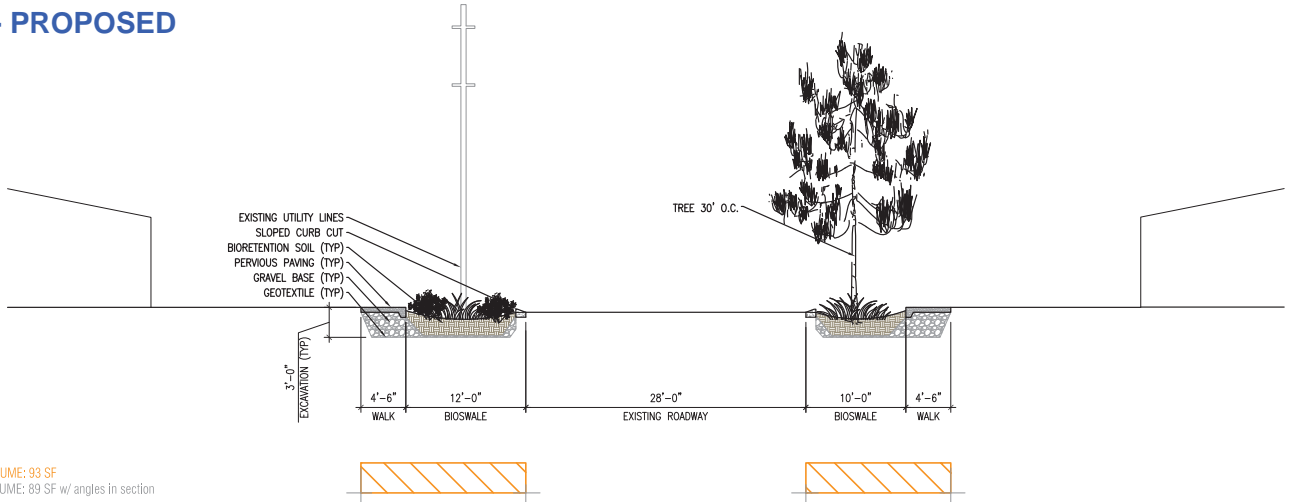 PROPOSED
EXISTING UTILITY LINES
SLOPED CURB CUT
BIORETENTION SOIL (TYP)
PERVIOUS PAVING (TYP)
GRAVEL BASE (TYP)
GEOTEXTILE (TYP)
TREE 30' O.C.
3'-0"
EXCAVATION (TYP)
4'-6"
WALK
12'-0"
BIOSWALE
28'-0"
EXISTING ROADWAY
10'-0"
BIOSWALE
4'-6"
WALK
UME: 93 SF
UME: 89 SF w/ angles in section